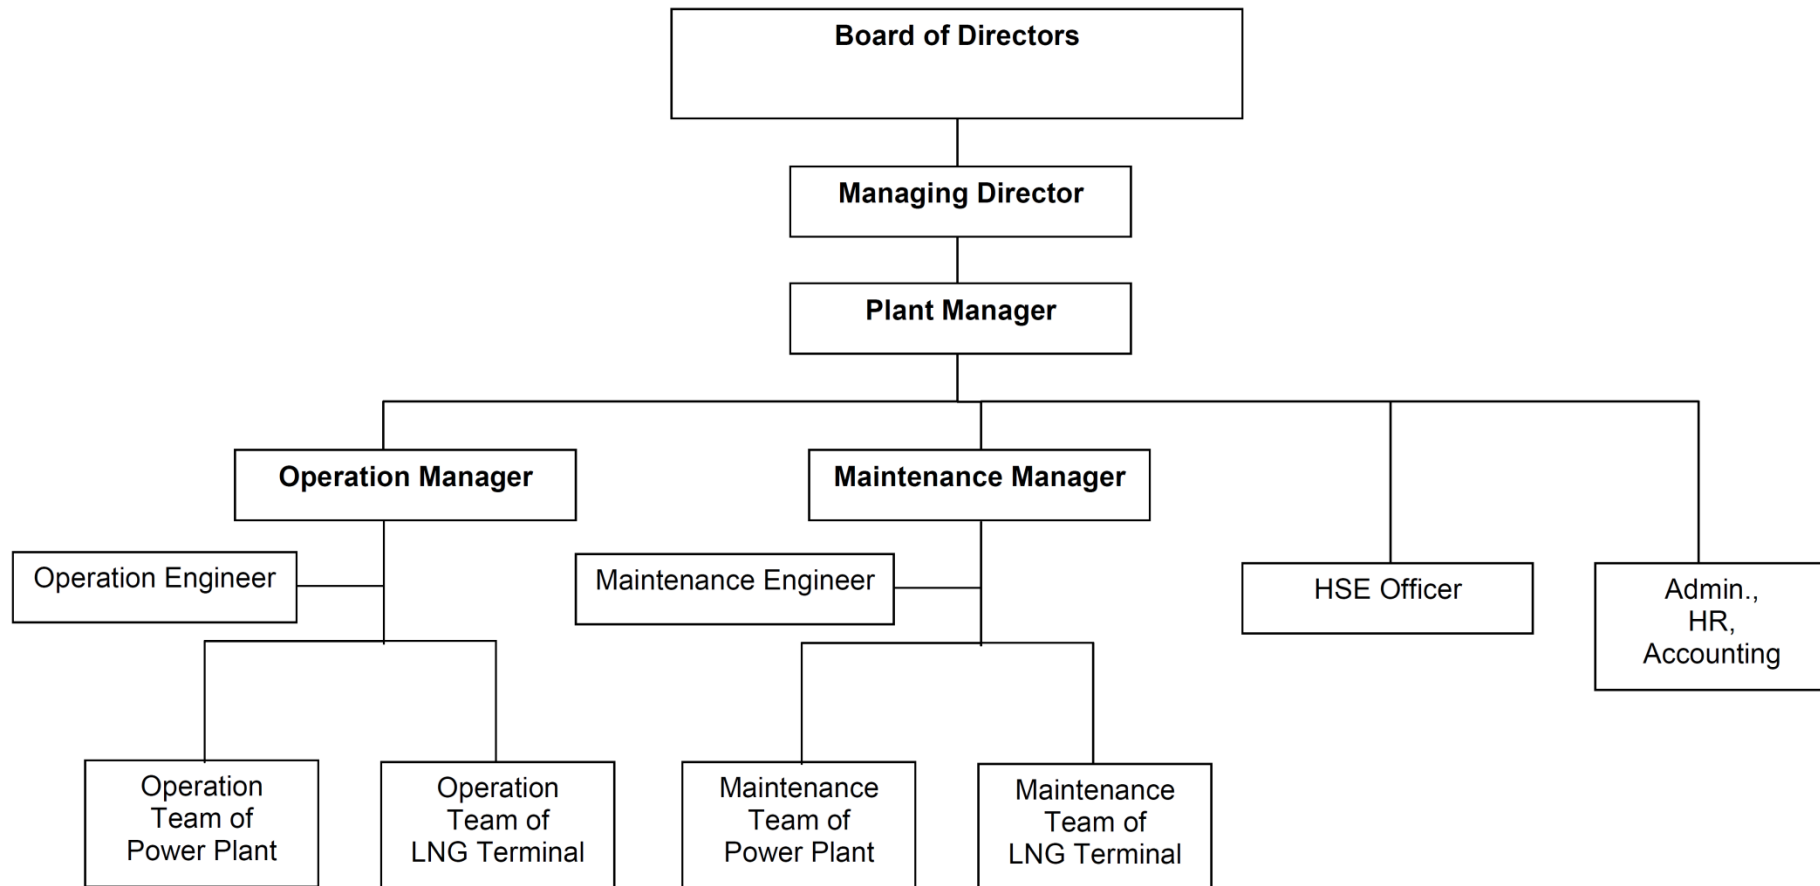 Board of Directors
Managing Director
Plant Manager
Operation Manager
Maintenance Manager
Operation Engineer
Maintenance Engineer
HSE Officer
Admin.,
HR,
Accounting
Operation
Team of
Power Plant
Operation
Team of
LNG Terminal
Maintenance
Team of
Power Plant
Maintenance
Team of
LNG Terminal